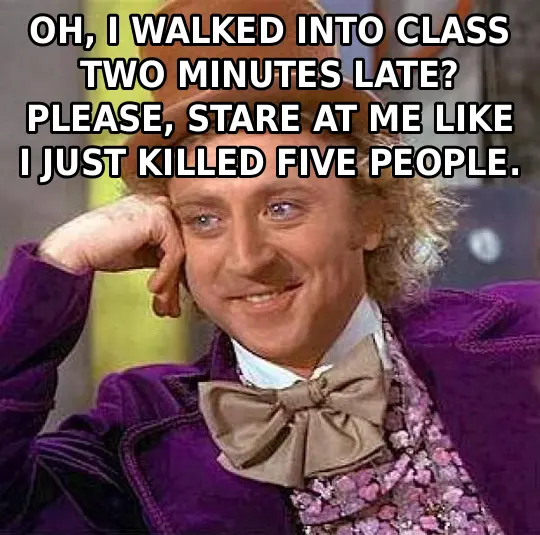 OH, I WALKED INTO CLASS
TWO MINUTES LATE?
PLEASE, STARE AT ME LIKE
I JUST KILLED FIVE PEOPLE.